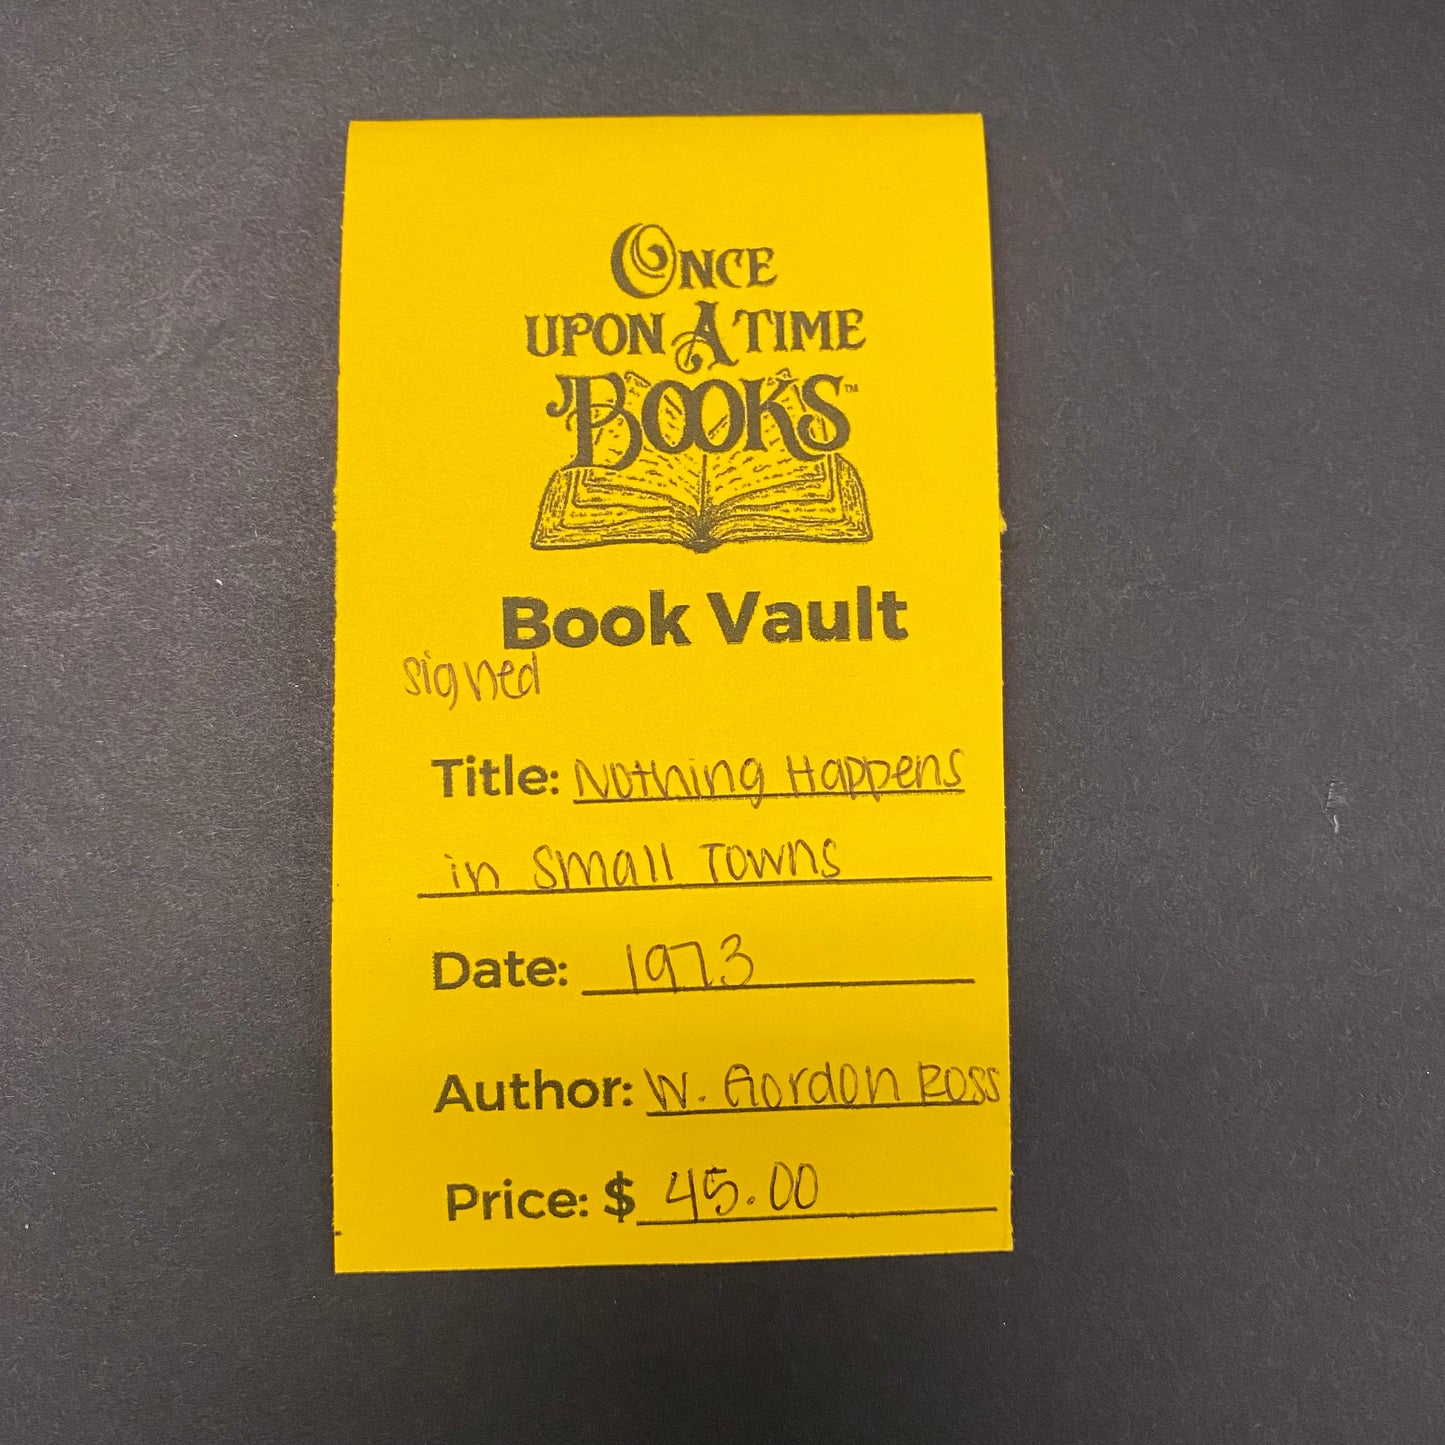 ONCE
UPON A TIME
BOOKS™
Book Vault
signed
Title: Nothing Happens
in Small Towns
Date: 1973
Author: W. Gordon Ross
Price: $ 45.00